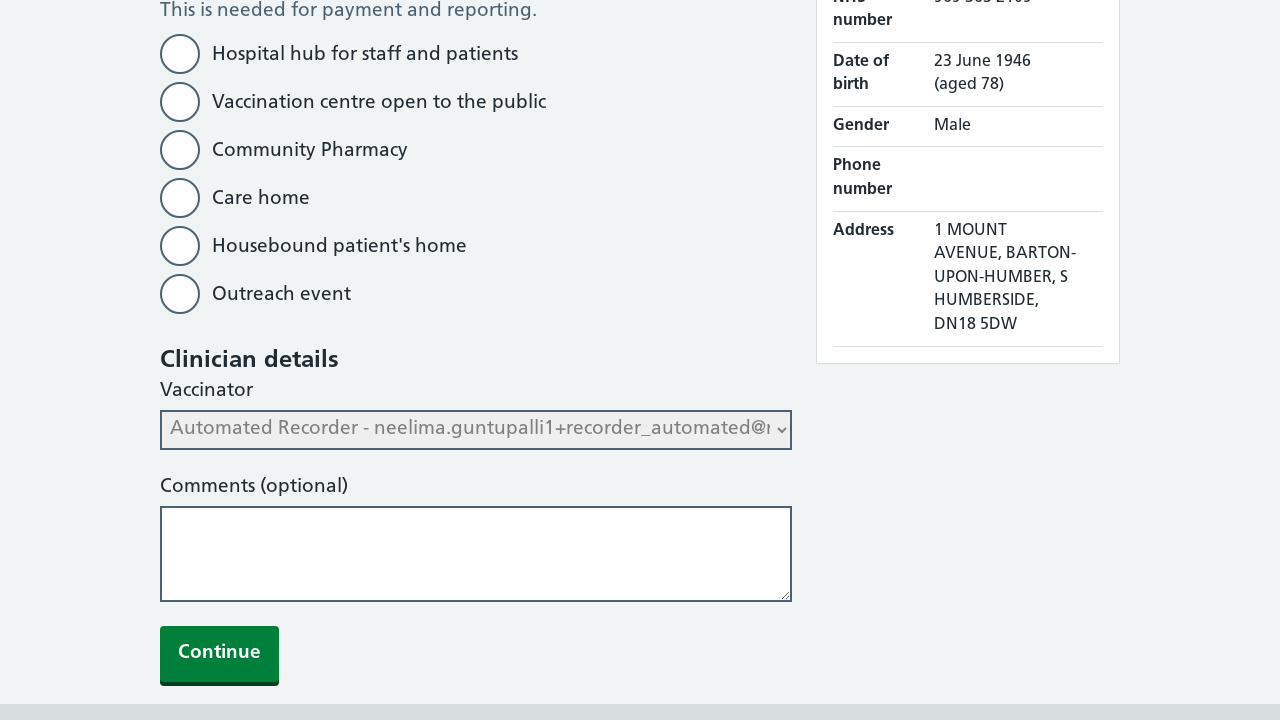 This is needed for payment and reporting.
Hospital hub for staff and patients
Vaccination centre open to the public
Community Pharmacy
Care home
Housebound patient's home
Outreach event
Clinician details
Vaccinator
Automated Recorder - neelima.guntupalli1+recorder_automated@
Comments (optional)
Continue
number
Date of birth
23 June 1946
(aged 78)
Gender
Male
Phone number
Address
1 MOUNT
AVENUE, BARTON-
UPON-HUMBER, S
HUMBERSIDE,
DN18 5DW